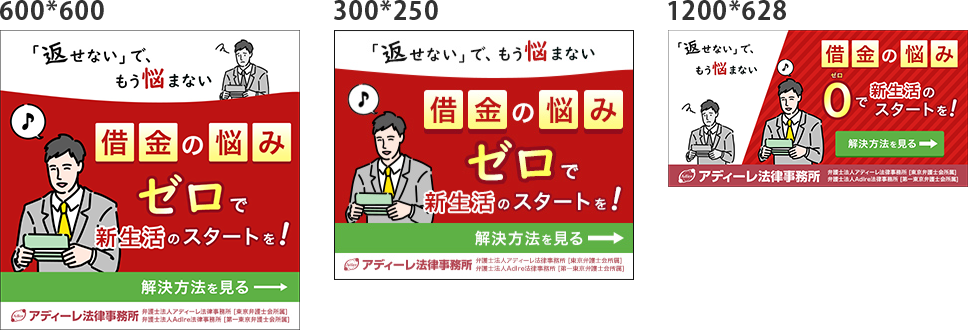 600*600
「返せない」で、
もう悩まない
借金の悩み
ゼロで
新生活のスタートを!
解決方法を見る
アディーレ法律事務所
弁護士法人アディーレ法律事務所 [東京弁護士会所属]
弁護士法人AdIre法律事務所 [第一東京弁護士会所属]
300*250
「返せない」で、もう悩まない
借金の悩み
ゼロで
新生活のスタートを!
解決方法を見る
アディーレ法律事務所
弁護士法人アディーレ法律事務所 [東京弁護士会所属]
弁護士法人AdIre法律事務所 [第一東京弁護士会所属]
1200*628
「返せない」で、
もう悩まない
借金の悩み
ゼロ
0で新生活の
スタートを!
解決方法を見る
アディーレ法律事務所
弁護士法人アディーレ法律事務所 [東京弁護士会所属]
弁護士法人AdIre法律事務所 [第一東京弁護士会所属]